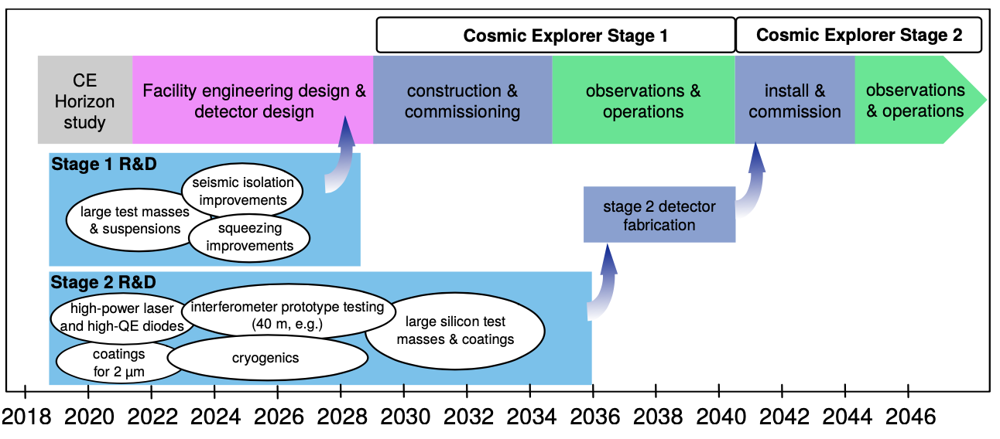 Cosmic Explorer Stage 1
Cosmic Explorer Stage 2
CE
Horizon
study
Facility engineering design &
detector design
construction &
commissioning
observations &
operations
install &
commission
observations
& operations
Stage 1 R&D
large test masses
& suspensions
seismic isolation
improvements
squeezing
improvements
stage 2 detector
fabrication
Stage 2 R&D
high-power laser
and high-QE diodes
interferometer prototype testing
(40 m, e.g.)
large silicon test
masses & coatings
coatings
for 2 μm
cryogenics
2018 2020 2022 2024 2026 2028 2030 2032 2034 2036 2038 2040 2042 2044 2046